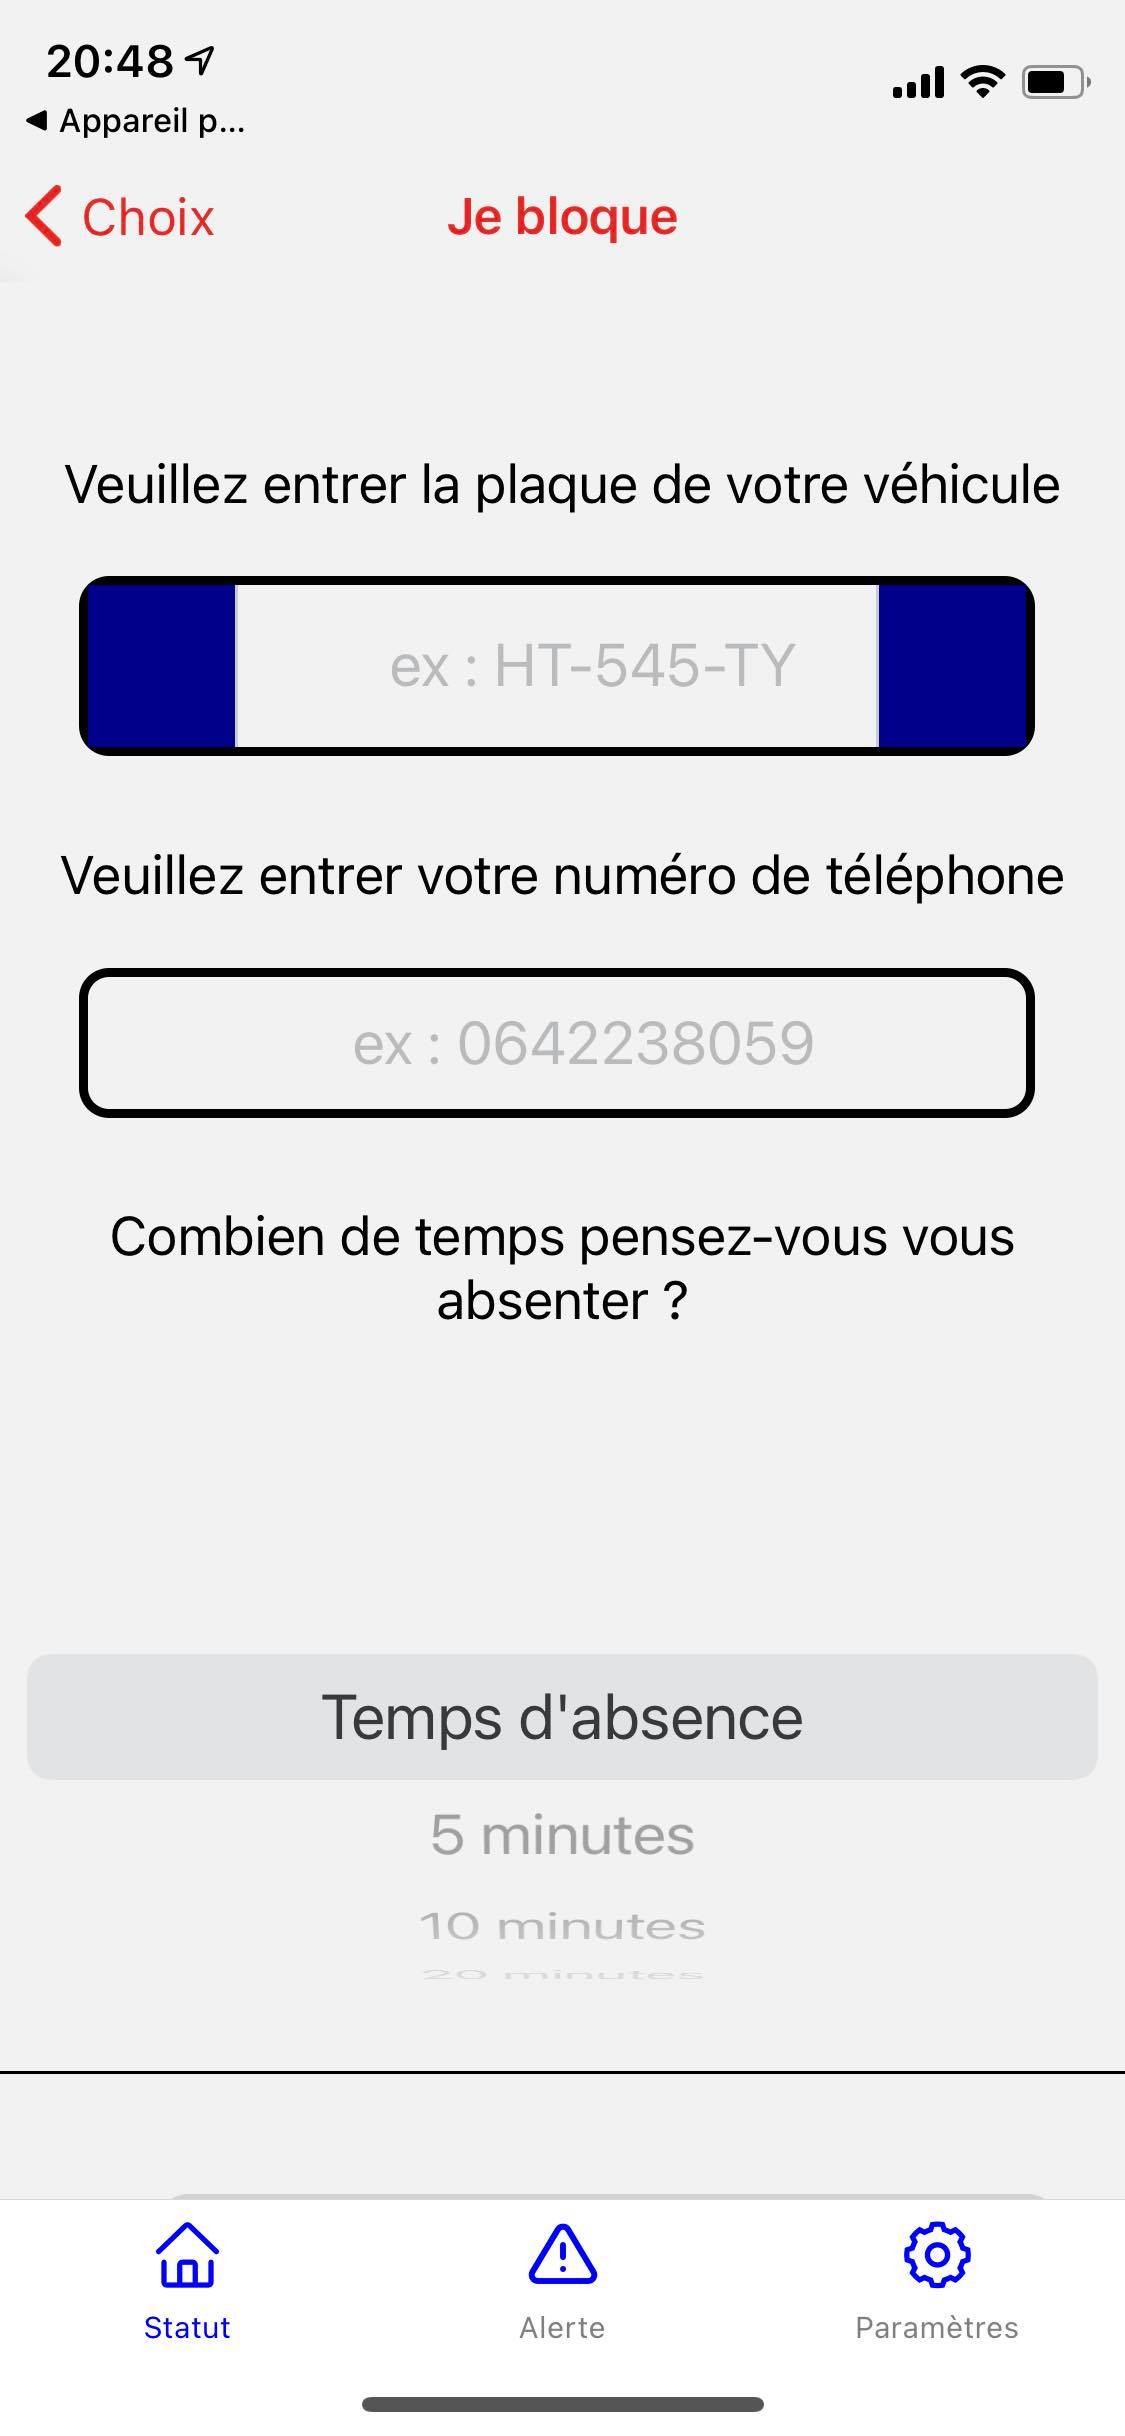 20:48
Appareil p...
Choix
Je bloque
Veuillez entrer la plaque de votre véhicule
ex : HT-545-TY
Veuillez entrer votre numéro de téléphone
ex : 0642238059
Combien de temps pensez-vous vous
absenter ?
Temps d'absence
5 minutes
10 minutes
20 minutes
Statut
Alerte
Paramètres